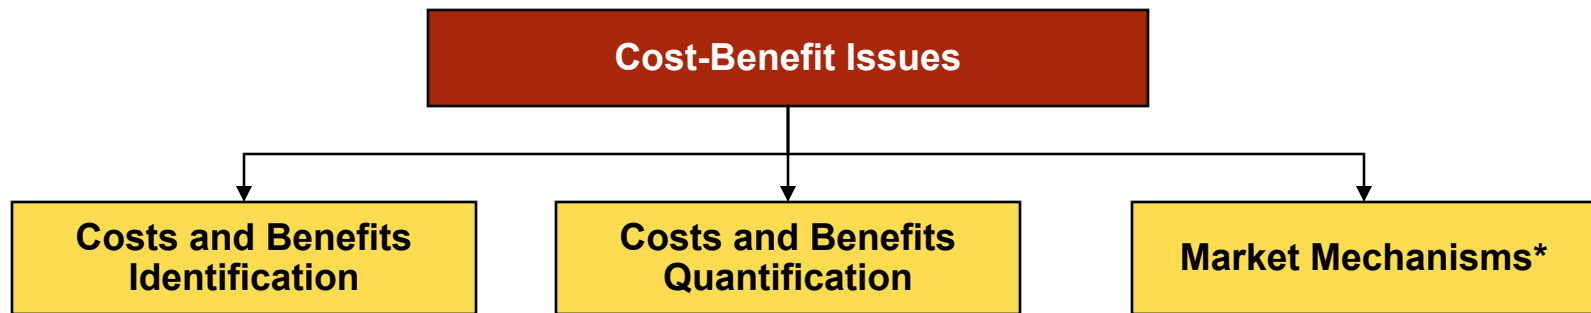 Cost-Benefit Issues
Costs and Benefits
Identification
Costs and Benefits
Quantification
Market Mechanisms*